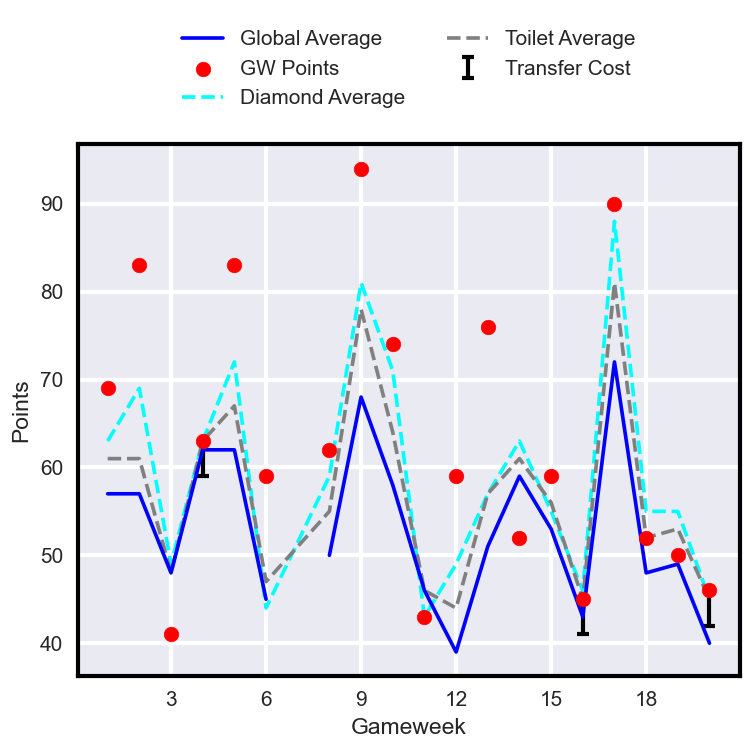 Global Average
GW Points
Diamond Average
Toilet Average
Transfer Cost
Points
90
80
70
60
50
40
3 6 9 12 15 18
Gameweek